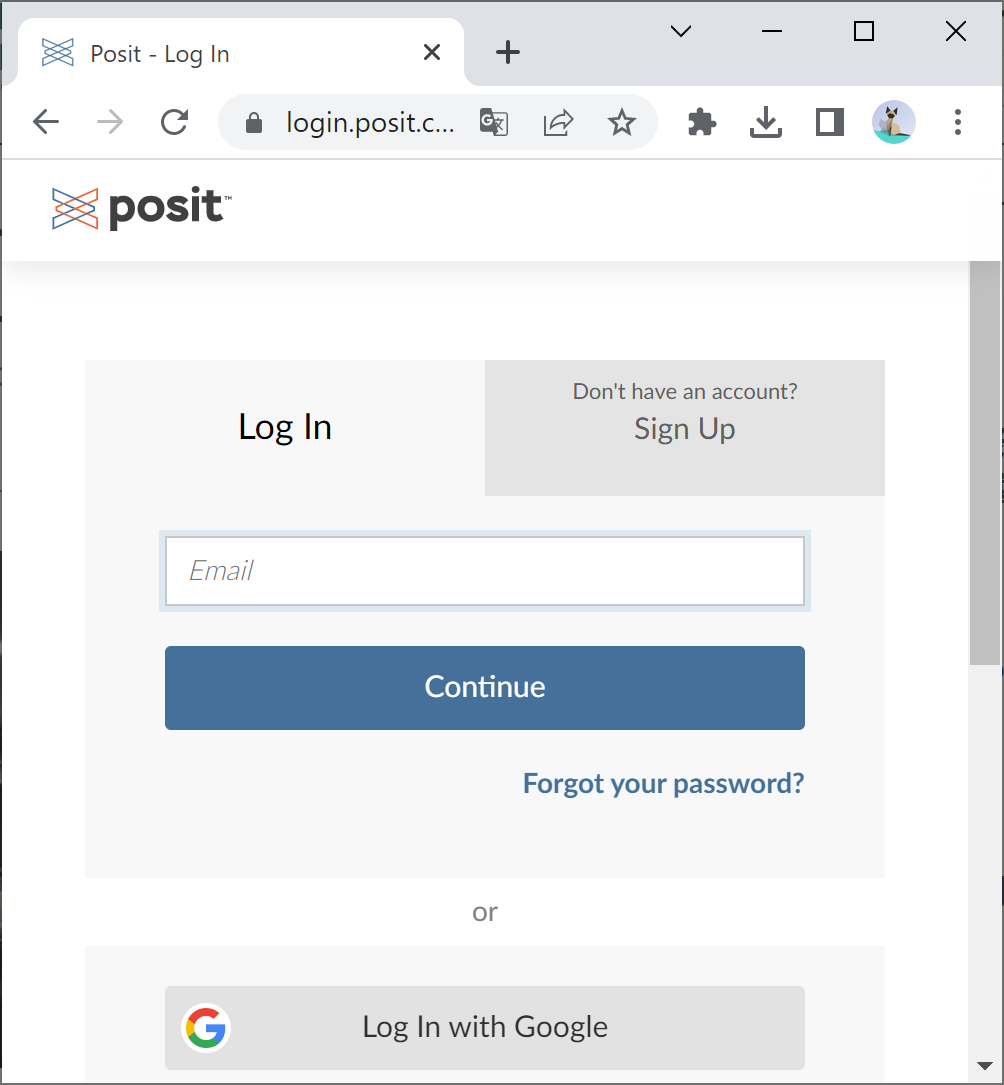 Posit - Log In
login.posit.c...
posit™
Log In
Don't have an account?
Sign Up
Email
Continue
Forgot your password?
or
Log In with Google